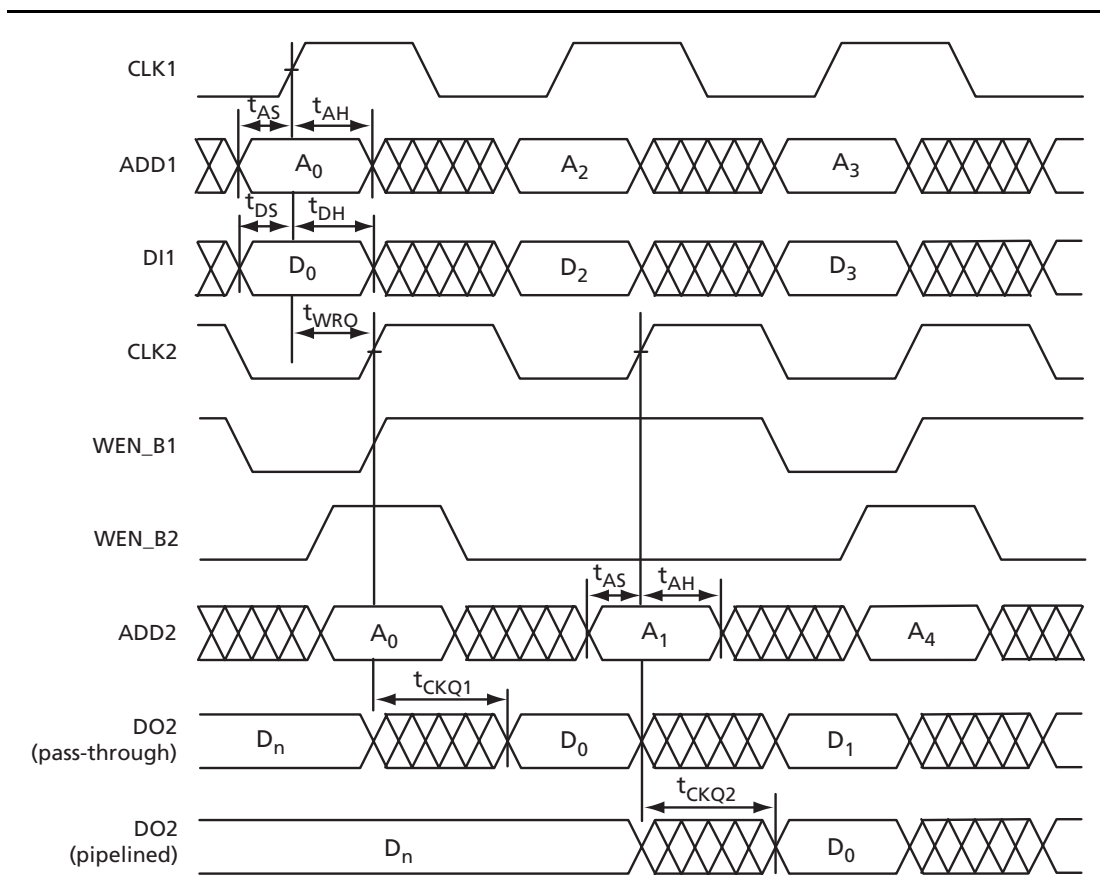 CLK1
tAS tAH
ADD1 A0 A2 A3
tDS tDH
DI1 D0 D2 D3
tWRO
CLK2
WEN_B1
WEN_B2
tAS tAH
ADD2 A0 A1 A4
tCKQ1
DO2
(pass-through) Dn D0 D1
tCKQ2
DO2
(pipelined) Dn D0